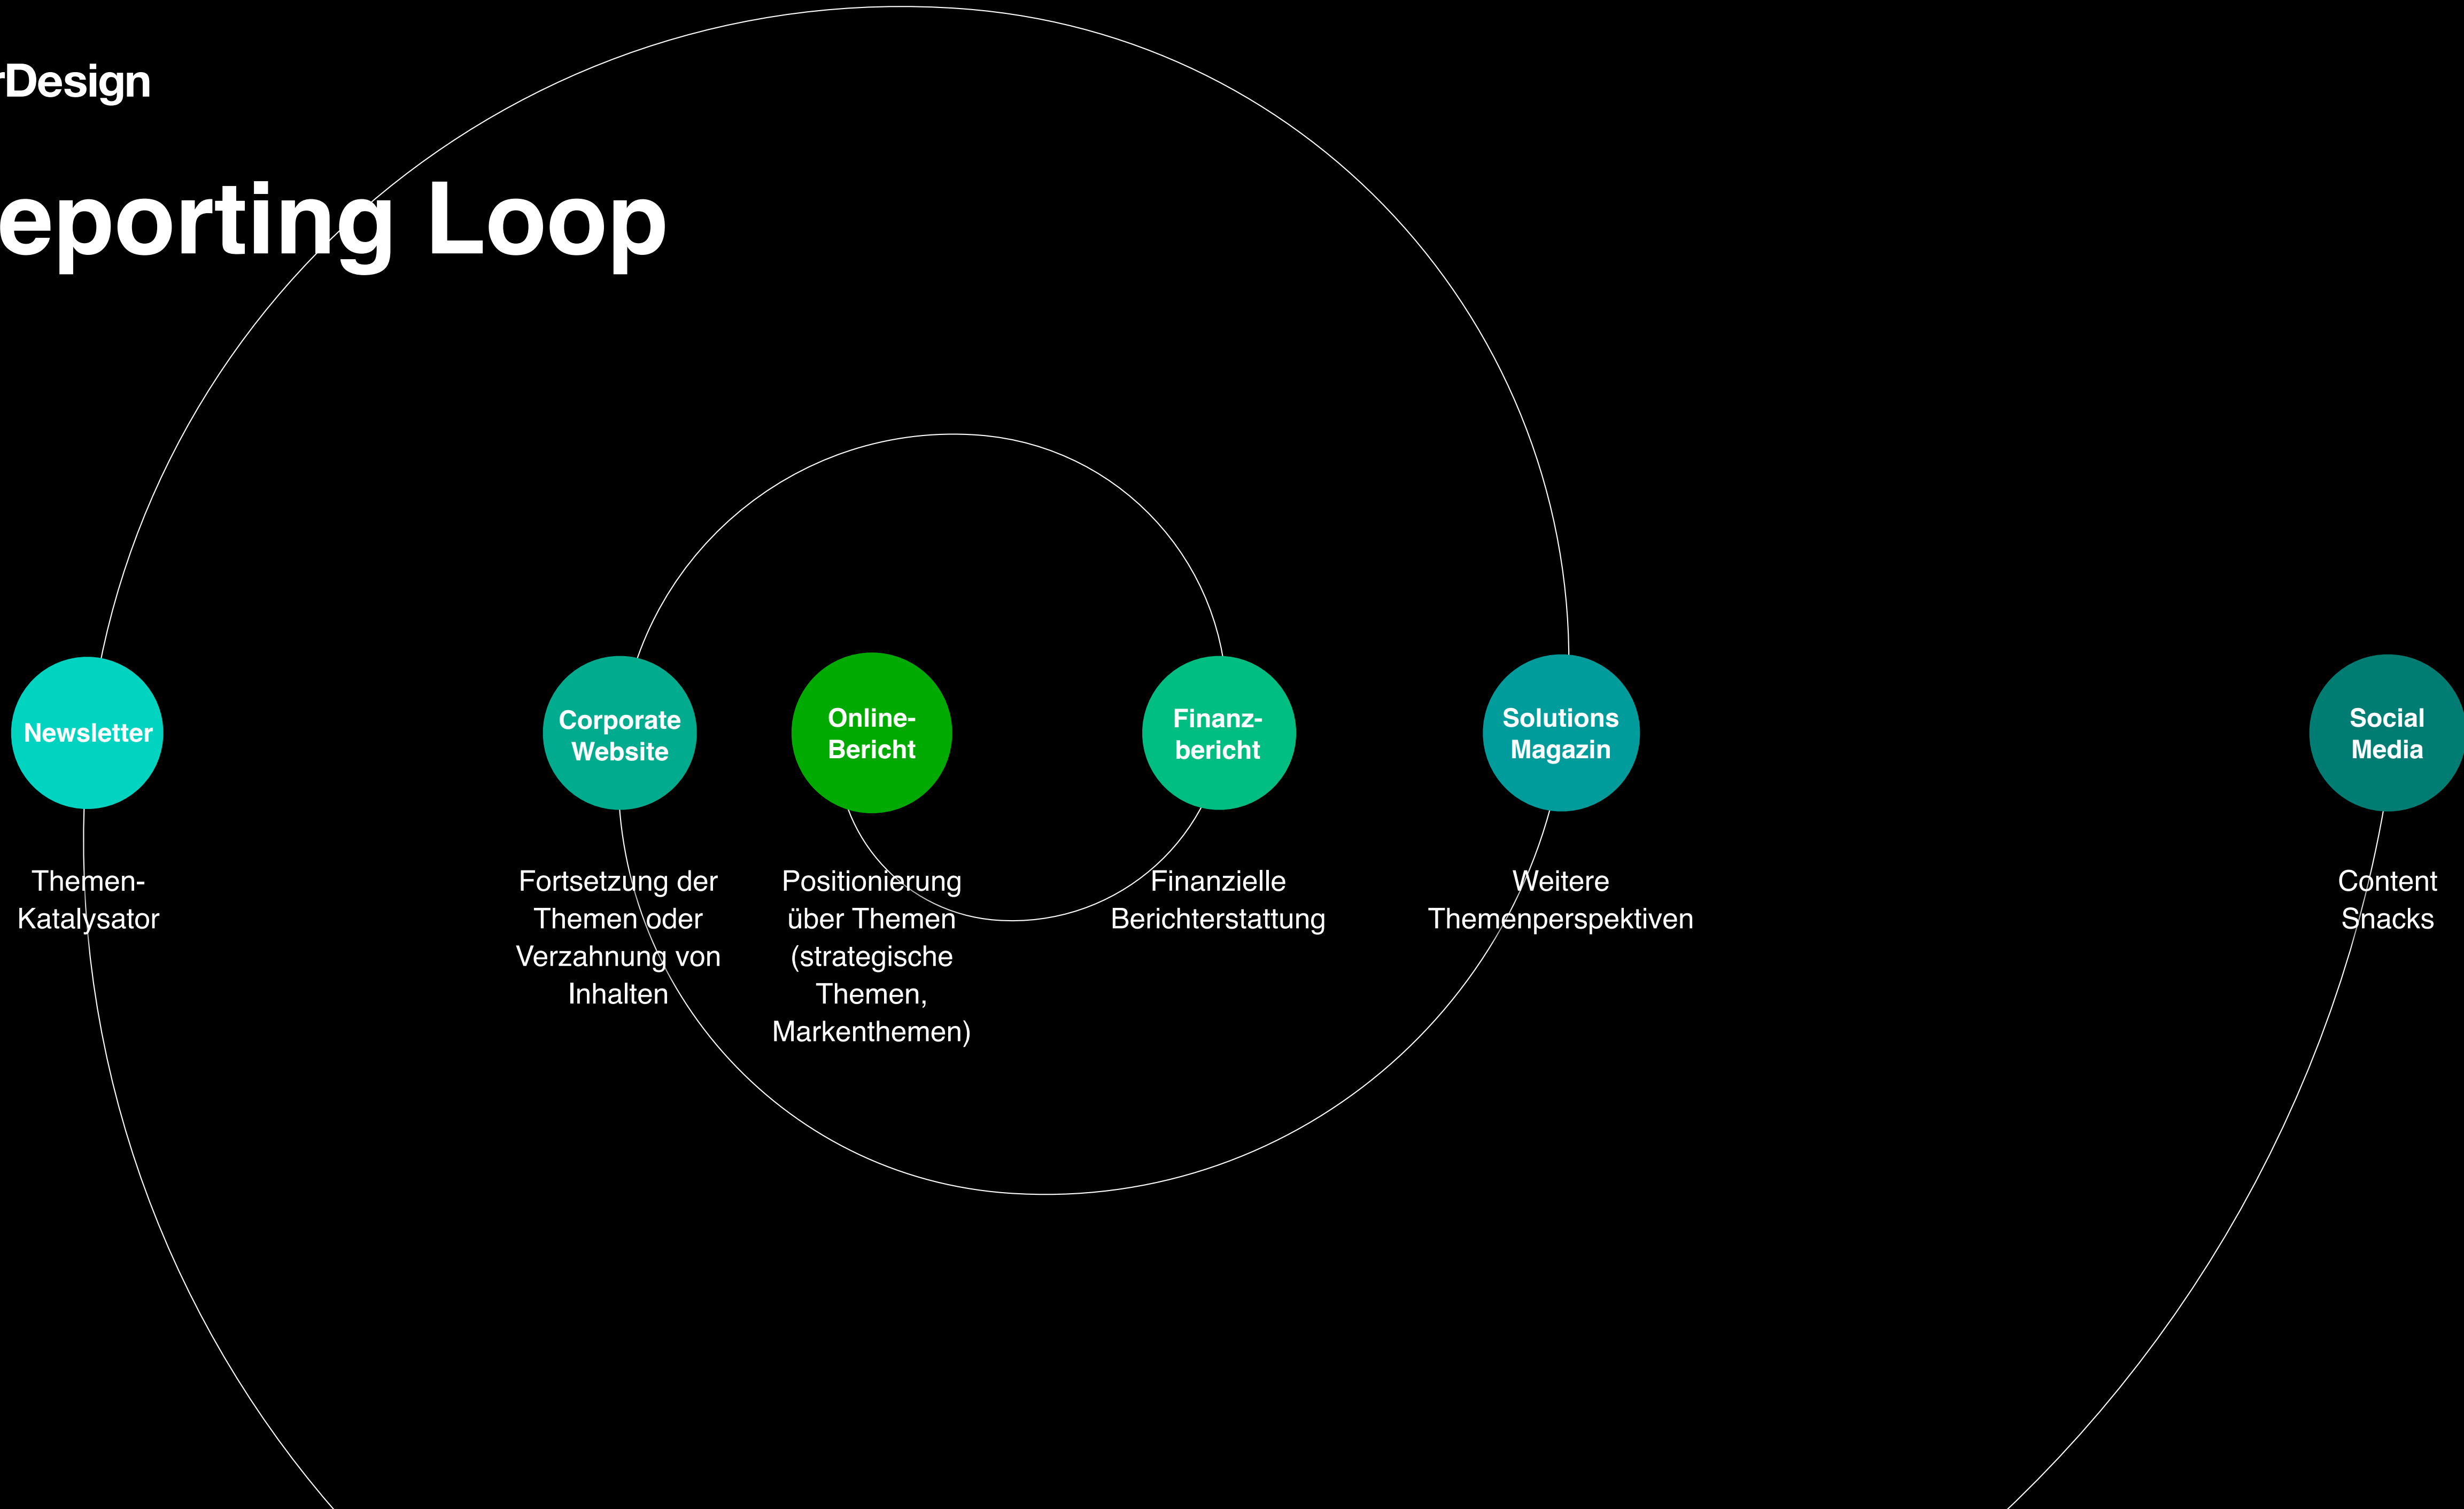 rDesign
eporting Loop
Newsletter
Themen-
Katalysator
Corporate
Website
Fortsetzung der
Themen oder
Verzahnung von
Inhalten
Online-
Bericht
Positionierung
über Themen
(strategische
Themen,
Markenthemen)
Finanz-
bericht
Finanzielle
Berichterstattung
Solutions
Magazin
Weitere
Themenperspektiven
Social
Media
Content
Snacks